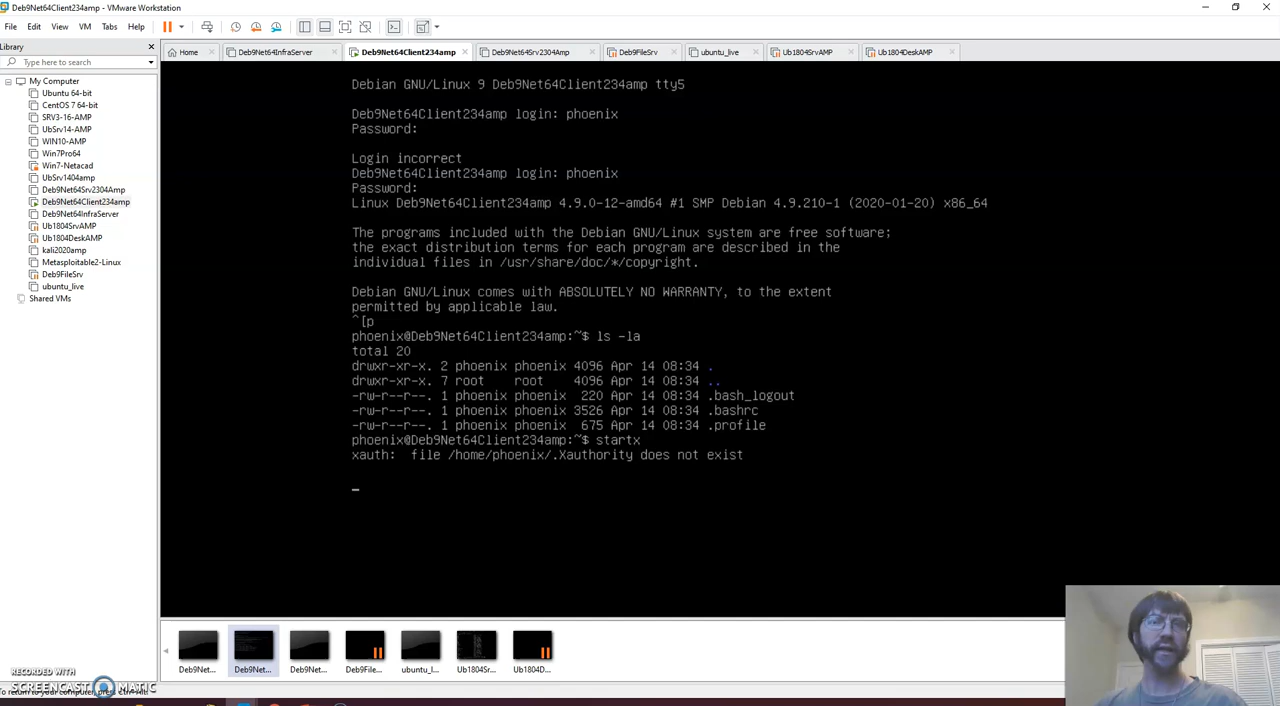 Deb9Net64Client234amp - VMware Workstation
File Edit View VM Tabs Help
Library
Type here to search
My Computer
Ubuntu 64-bit
CentOS 7 64-bit
SRV3-16-AMP
UbSrv14-AMP
WIN10-AMP
Win7Pro64
Win7-Netacad
UbSrv1404amp
Deb9Net64Srv2304amp
Deb9Net64Client234amp
Deb9Net64InfraServer
Ub1804SrvAMP
Ub1804DeskAMP
kali2020amp
Metasploitable2-Linux
Deb9FileSrv
ubuntu_live
Shared VMs
Home Deb9Net64InfraServer Deb9Net64Client234amp Deb9Net64Srv2304Amp Deb9FileSrv ubuntu_live Ub1804SrvAMP Ub1804DeskAMP
Debian GNU/Linux 9 Deb9Net64Client234amp tty5
Deb9Net64Client234amp login: phoenix
Password:
Login incorrect
Deb9Net64Client234amp login: phoenix
Password:
Linux Deb9Net64Client234amp 4.9.0-12-amd64 #1 SMP Debian 4.9.210-1 (2020-01-20) x86_64
The programs included with the Debian GNU/Linux system are free software;
the exact distribution terms for each program are described in the
individual files in /usr/share/doc/*/copyright.
Debian GNU/Linux comes with ABSOLUTELY NO WARRANTY, to the extent
permitted by applicable law.
^[p
phoenix@Deb9Net64Client234amp:~$ ls -la
total 20
drwxr-xr-x. 2 phoenix phoenix 4096 Apr 14 08:34 .
drwxr-xr-x. 7 root root 4096 Apr 14 08:34 ..
-rw-r--r--. 1 phoenix phoenix 220 Apr 14 08:34 .bash_logout
-rw-r--r--. 1 phoenix phoenix 3526 Apr 14 08:34 .bashrc
-rw-r--r--. 1 phoenix phoenix 675 Apr 14 08:34 .profile
phoenix@Deb9Net64Client234amp:~$ startx
xauth: file /home/phoenix/.Xauthority does not exist
_
Deb9Net... Deb9Net... Deb9Net... Deb9File... ubuntu_l... Ub1804Sr... Ub1804D...
RECORDED WITH
SCREENCAST MATIC